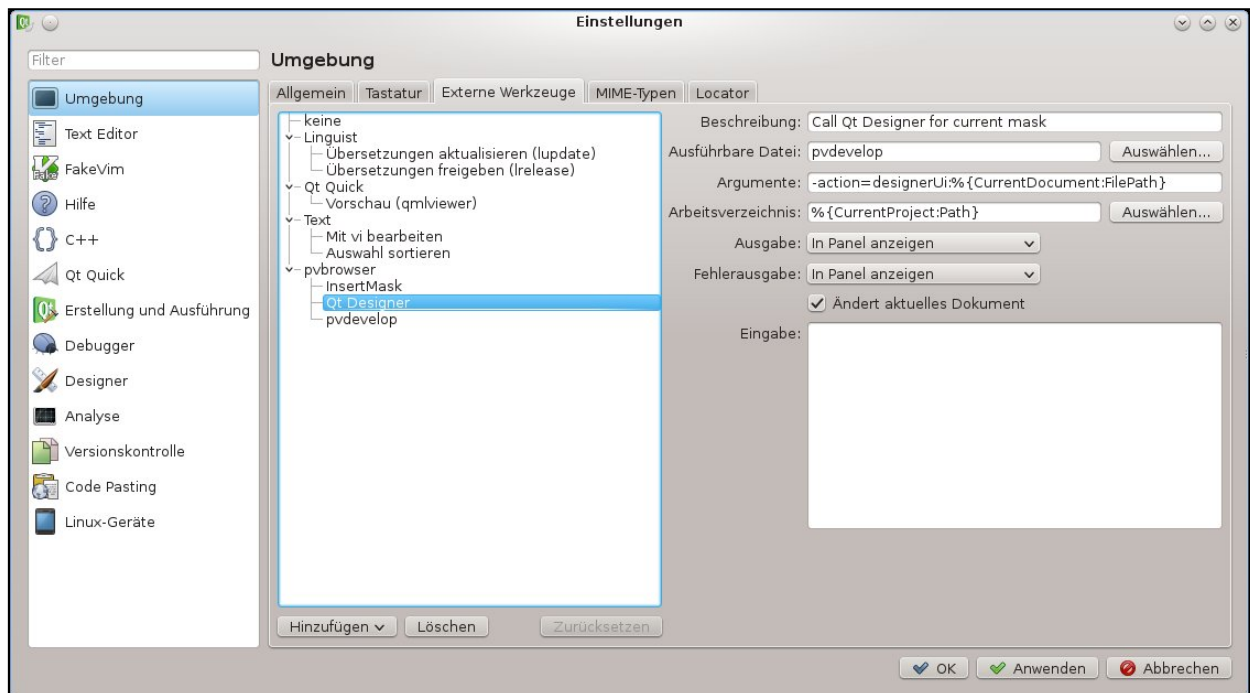 Einstellungen
Filter
Umgebung
Text Editor
FakeVim
Hilfe
C++
Qt Quick
Erstellung und Ausführung
Debugger
Designer
Analyse
Versionskontrolle
Code Pasting
Linux-Geräte
Umgebung
Allgemein Tastatur Externe Werkzeuge MIME-Typen Locator
keine
Linguist
Übersetzungen aktualisieren (lupdate)
Übersetzungen freigeben (lrelease)
Qt Quick
Vorschau (qmlviewer)
Text
Mit vi bearbeiten
Auswahl sortieren
pvbrowser
InsertMask
Qt Designer
pvdevelop
Hinzufügen Löschen Zurücksetzen
Beschreibung: Call Qt Designer for current mask
Ausführbare Datei: pvdevelop Auswählen...
Argumente: -action=designerUi:%{CurrentDocument:FilePath}
Arbeitsverzeichnis: %{CurrentProject:Path} Auswählen...
Ausgabe: In Panel anzeigen
Fehlerausgabe: In Panel anzeigen
Ändert aktuelles Dokument
Eingabe:
OK Anwenden Abbrechen